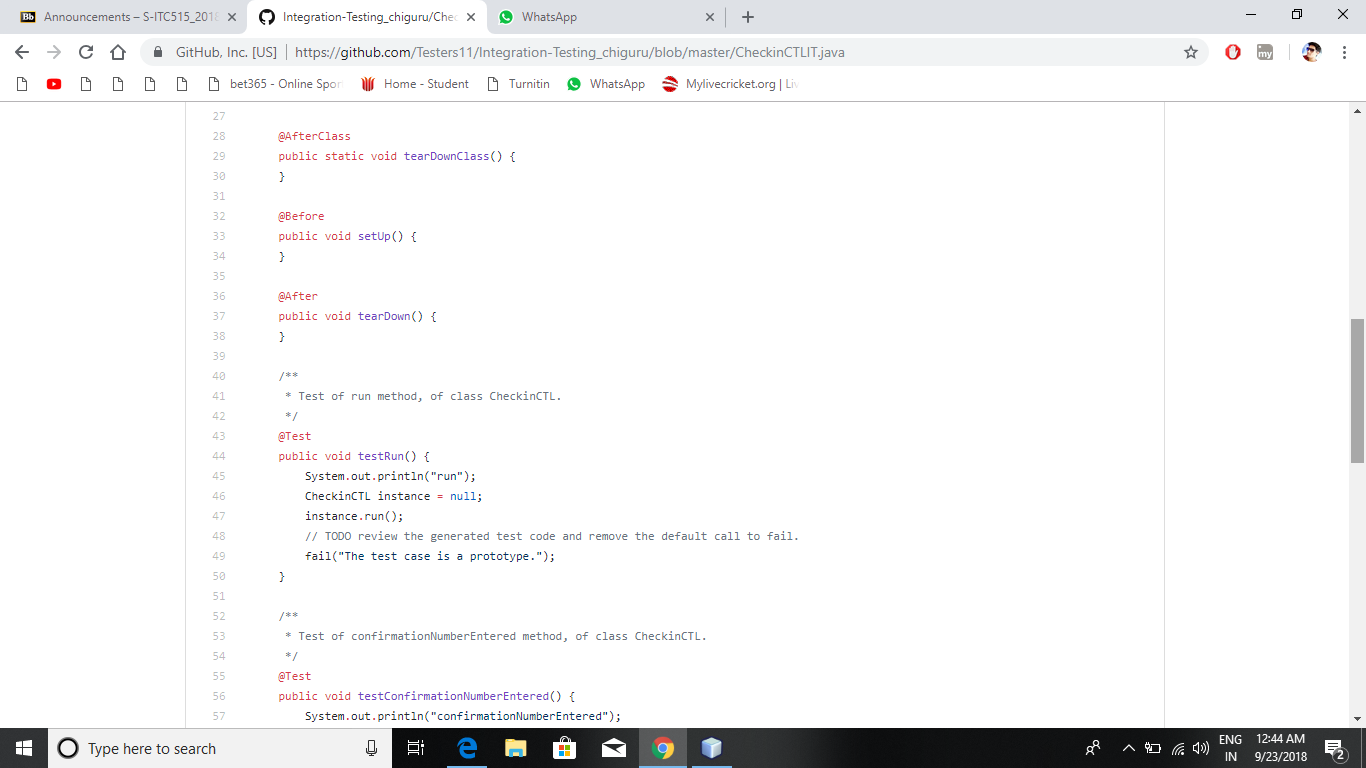 Announcements – S-ITC515_2018
Integration-Testing_chiguru/Chec
WhatsApp
GitHub, Inc. [US] | https://github.com/Testers11/Integration-Testing_chiguru/blob/master/CheckinCTLIT.java
bet365 - Online Spor
Home - Student
Turnitin
WhatsApp
Mylivecricket.org | Liv
27
28 @AfterClass
29 public static void tearDownClass() {
30 }
31
32 @Before
33 public void setUp() {
34 }
35
36 @After
37 public void tearDown() {
38 }
39
40 /**
41 * Test of run method, of class CheckinCTL.
42 */
43 @Test
44 public void testRun() {
45 System.out.println("run");
46 CheckinCTL instance = null;
47 instance.run();
48 // TODO review the generated test code and remove the default call to fail.
49 fail("The test case is a prototype.");
50 }
51
52 /**
53 * Test of confirmationNumberEntered method, of class CheckinCTL.
54 */
55 @Test
56 public void testConfirmationNumberEntered() {
57 System.out.println("confirmationNumberEntered");
Type here to search
ENG
IN
12:44 AM
9/23/2018
2